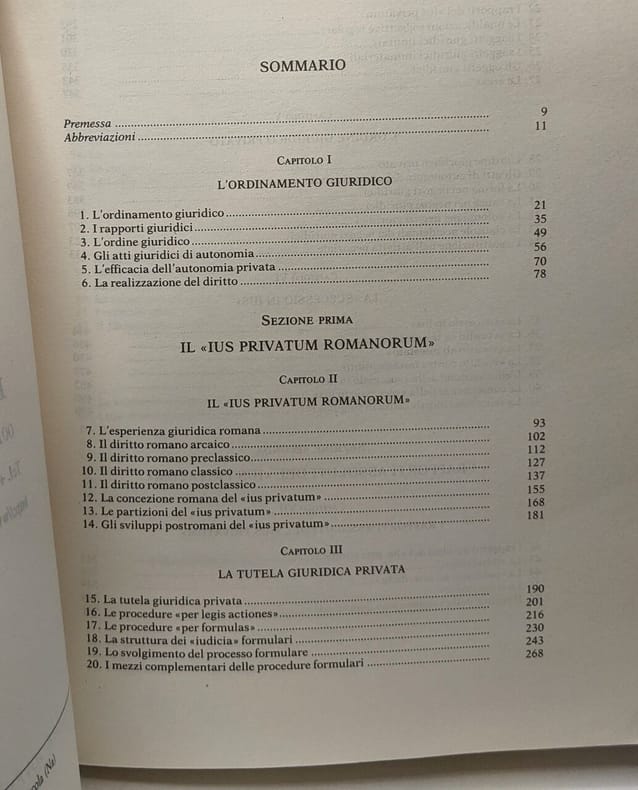 SOMMARIO
Premessa 9
Abbreviazioni 11
CAPITOLO I
L'ORDINAMENTO GIURIDICO
1. L'ordinamento giuridico 21
2. I rapporti giuridici 35
3. L'ordine giuridico 49
4. Gli atti giuridici di autonomia 56
5. L'efficacia dell'autonomia privata 70
6. La realizzazione del diritto 78
SEZIONE PRIMA
IL «IUS PRIVATUM ROMANORUM»
CAPITOLO II
IL «IUS PRIVATUM ROMANORUM»
7. L'esperienza giuridica romana 93
8. Il diritto romano arcaico 102
9. Il diritto romano preclassico 112
10. Il diritto romano classico 127
11. Il diritto romano postclassico 137
12. La concezione romana del «ius privatum» 155
13. Le partizioni del «ius privatum» 168
14. Gli sviluppi postromani del «ius privatum» 181
CAPITOLO III
LA TUTELA GIURIDICA PRIVATA
15. La tutela giuridica privata 190
16. Le procedure «per legis actiones» 201
17. Le procedure «per formulas» 216
18. La struttura dei «iudicia» formulari 230
19. Lo svolgimento del processo formulare 243
20. I mezzi complementari delle procedure formulari 268
(Na)